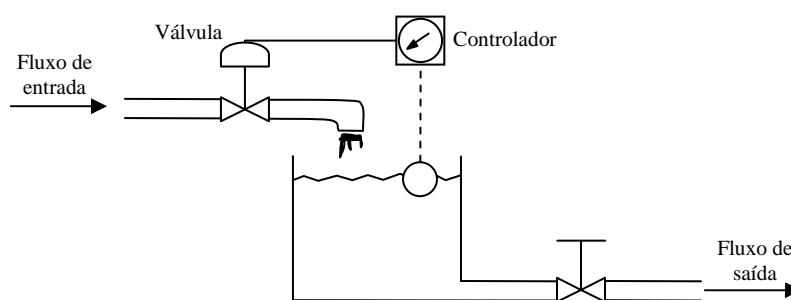 Válvula
Controlador
Fluxo de
entrada
Fluxo de
saída